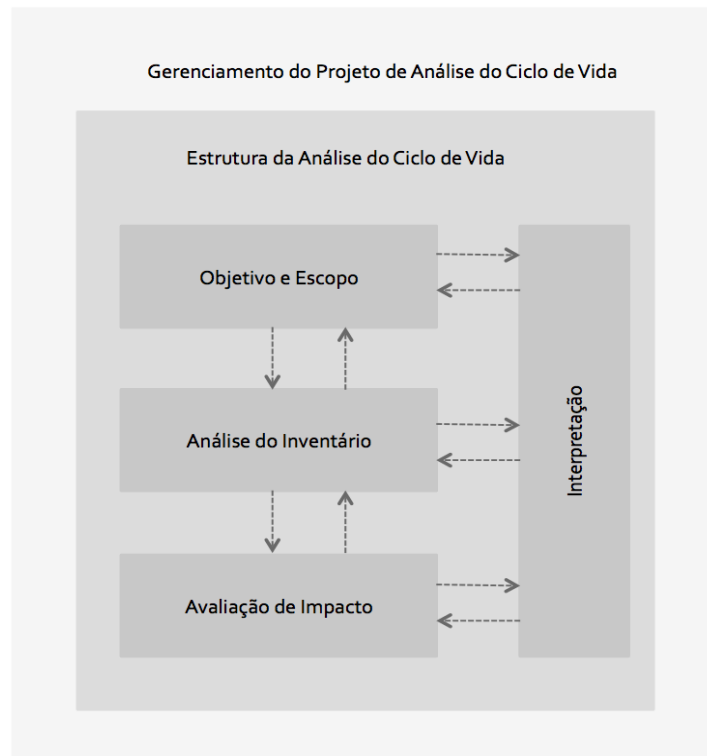 Gerenciamento do Projeto de Análise do Ciclo de Vida
Estrutura da Análise do Ciclo de Vida
Objetivo e Escopo
Análise do Inventário
Avaliação de Impacto
Interpretação